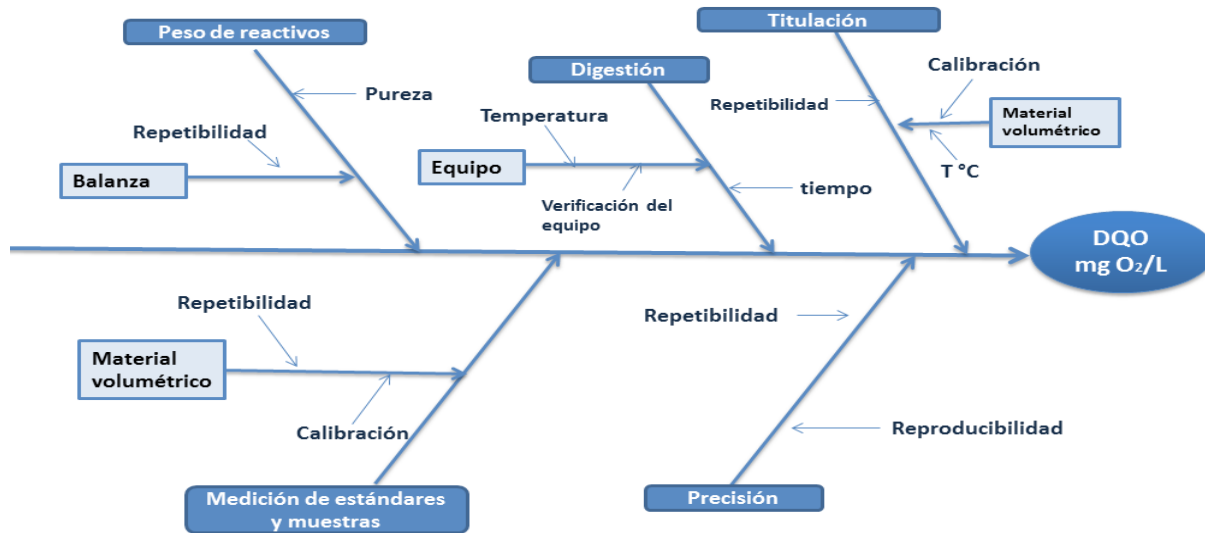 Titulación
Peso de reactivos
Digestión
Calibración
Pureza
Repetibilidad
Material
volumétrico
Temperatura
Repetibilidad
Balanza
Equipo
T °C
tiempo
Verificación del
equipo
DQO
mg O₂/L
Repetibilidad
Repetibilidad
Material
volumétrico
Calibración
Reproducibilidad
Medición de estándares
y muestras
Precisión